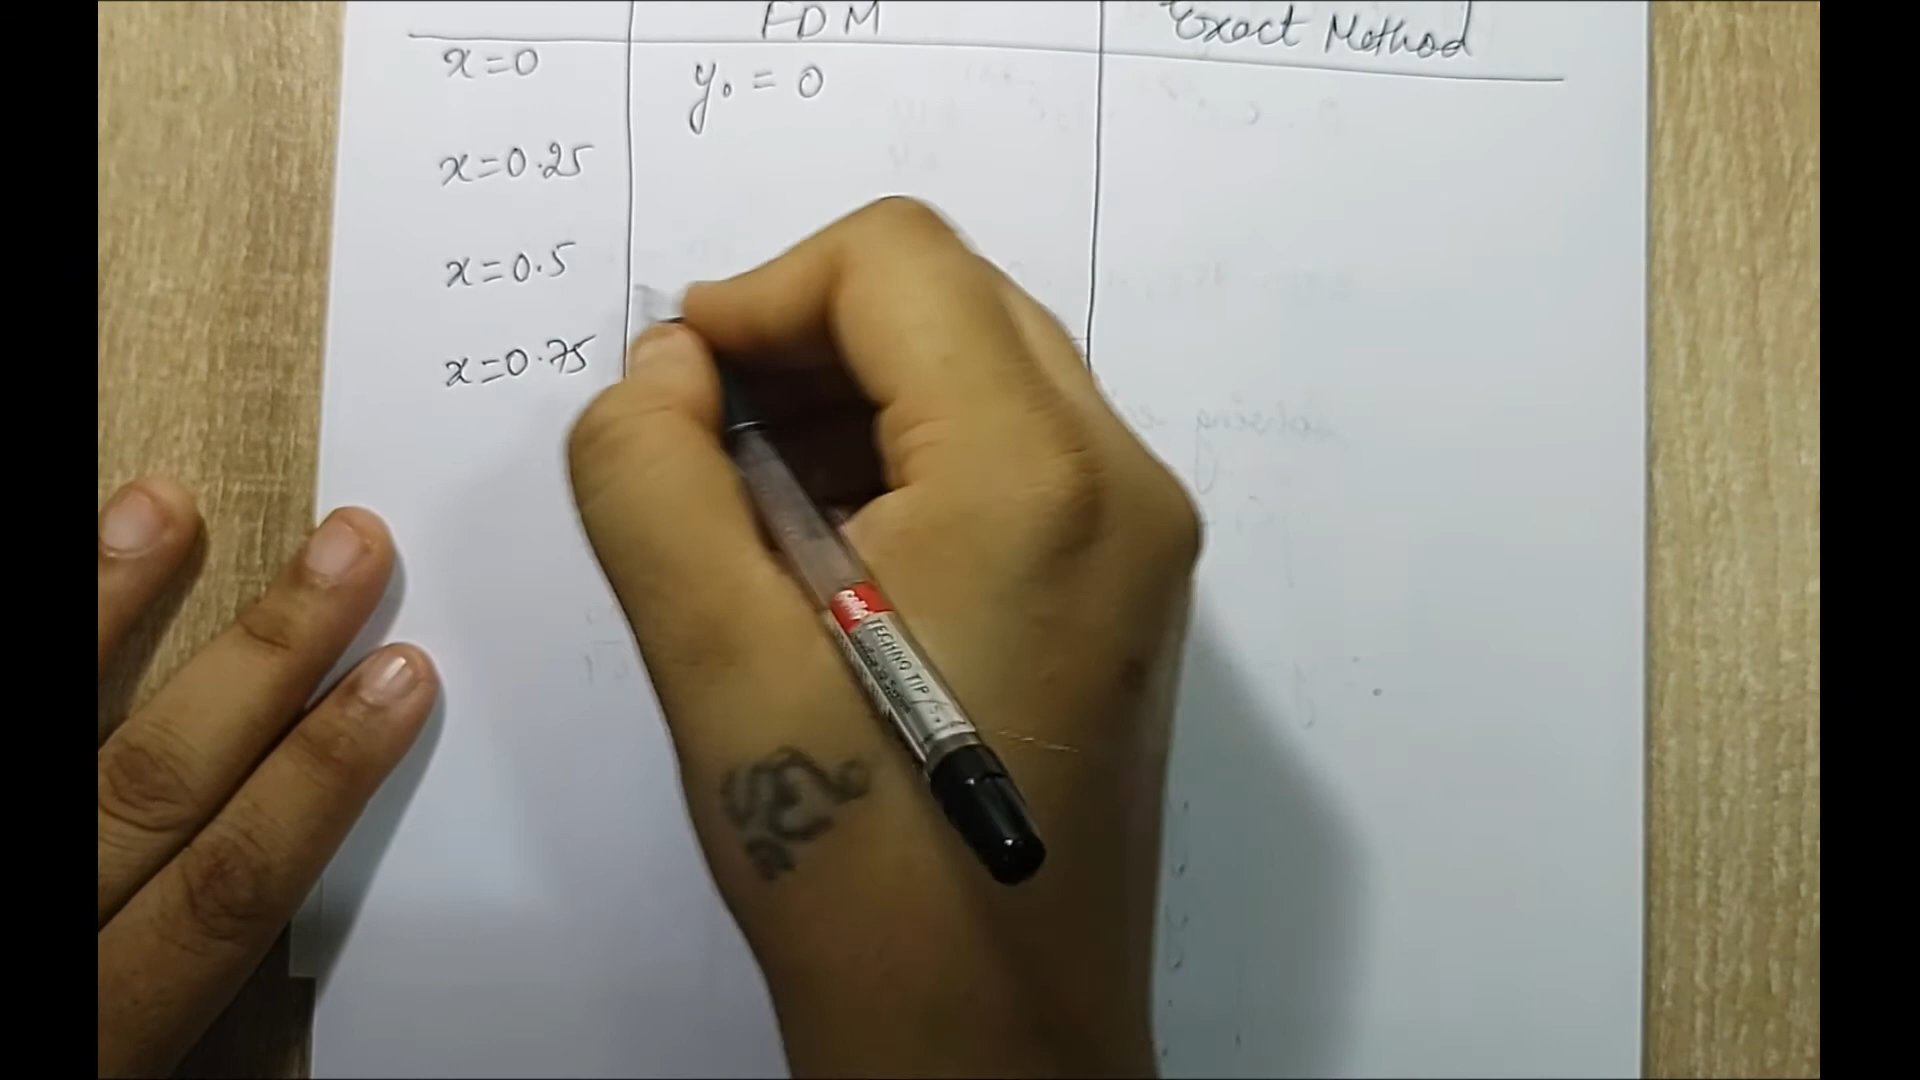 FDM Exact Method
x=0 y₀ = 0
x=0.25
x=0.5
x=0.75
TECHNO TIP